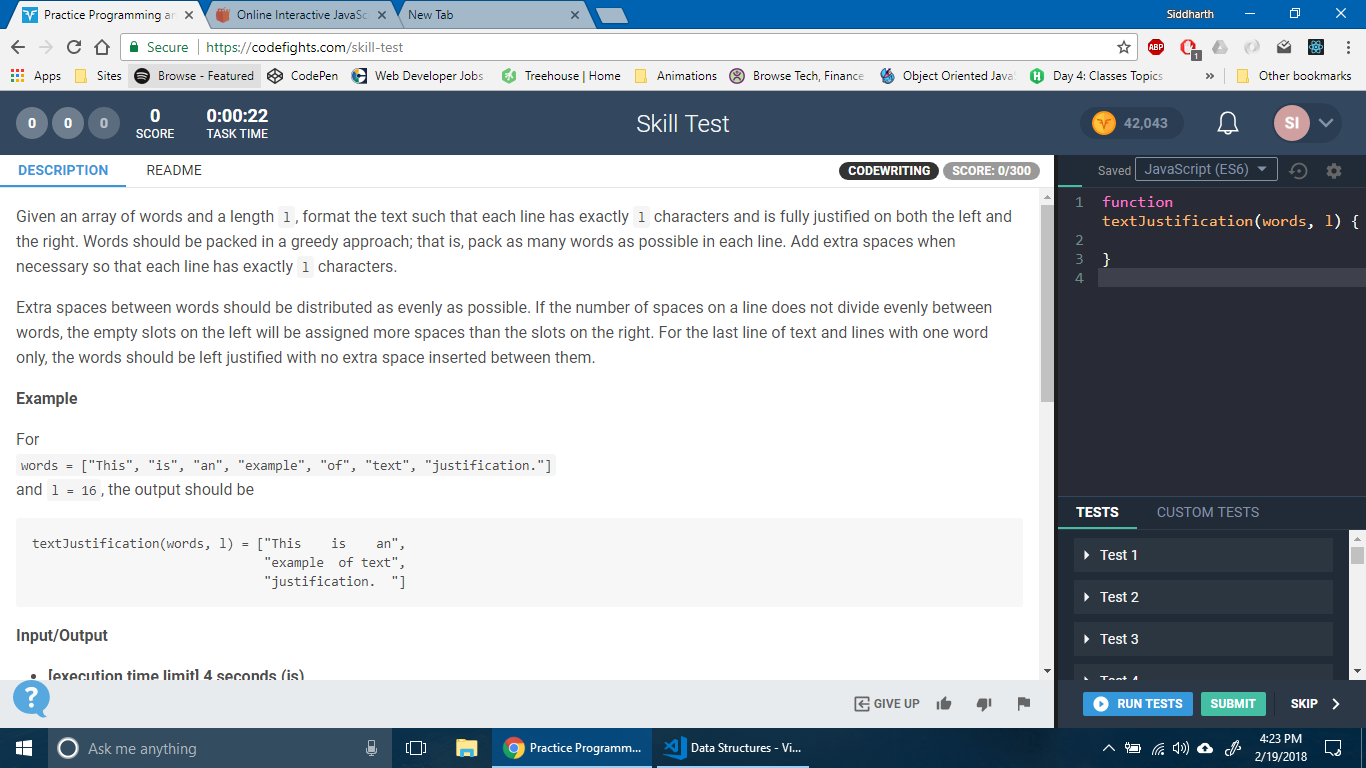 Practice Programming ar
Online Interactive JavaSc
New Tab
Siddharth
Secure
https://codefights.com/skill-test
ABP
1
Apps
Sites
Browse - Featured
CodePen
Web Developer Jobs
Treehouse | Home
Animations
Browse Tech, Finance
Object Oriented Java
Day 4: Classes Topics
»
Other bookmarks
0 0 0
0
SCORE
0:00:22
TASK TIME
Skill Test
42,043
SI
DESCRIPTION
README
CODEWRITING
SCORE: 0/300
Saved
JavaScript (ES6)
Given an array of words and a length l, format the text such that each line has exactly l characters and is fully justified on both the left and
the right. Words should be packed in a greedy approach; that is, pack as many words as possible in each line. Add extra spaces when
necessary so that each line has exactly l characters.
Extra spaces between words should be distributed as evenly as possible. If the number of spaces on a line does not divide evenly between
words, the empty slots on the left will be assigned more spaces than the slots on the right. For the last line of text and lines with one word
only, the words should be left justified with no extra space inserted between them.
Example
For
words = ["This", "is", "an", "example", "of", "text", "justification."]
and l = 16, the output should be
textJustification(words, l) = ["This    is    an",
"example  of text",
"justification.  "]
Input/Output
• [execution time limit] 4 seconds (js)
1 function
textJustification(words, l) {
2
3 }
4
TESTS
CUSTOM TESTS
Test 1
Test 2
Test 3
Test 4
?
GIVE UP
RUN TESTS
SUBMIT
SKIP
Ask me anything
Practice Programm...
Data Structures - Vi...
4:23 PM
2/19/2018